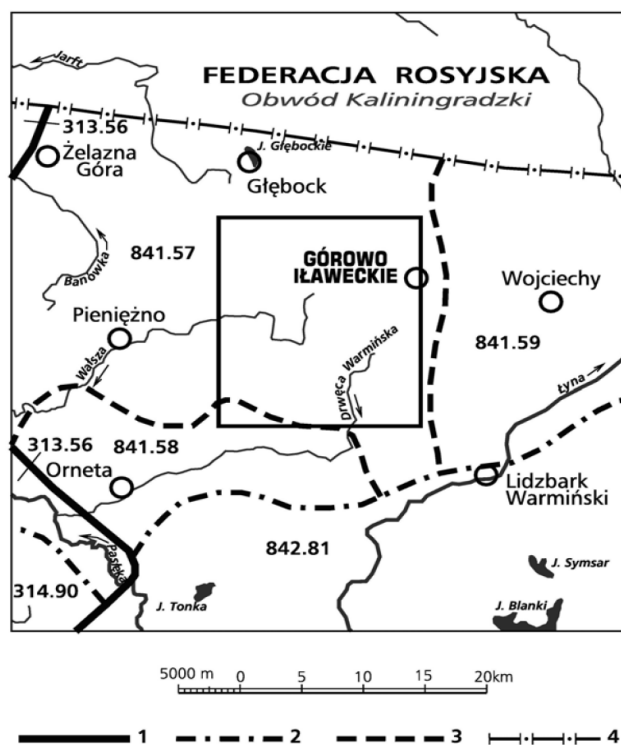 Jarft
FEDERACJA ROSYJSKA
Obwód Kaliningradzki
313.56
J. Głębockie
Żelazna
Góra
Głębock
841.57
GÓROWO
IŁAWECKIE
Wojciechy
Banówka
Pieniężno
841.59
Wałsza
Drwęca Warmińska
Łyna
313.56
841.58
Orneta
Lidzbark
Warmiński
Pasłęka
842.81
J. Symsar
314.90
J. Tonka
J. Blanki
5000 m 0 5 10 15 20km
1 2 3 4